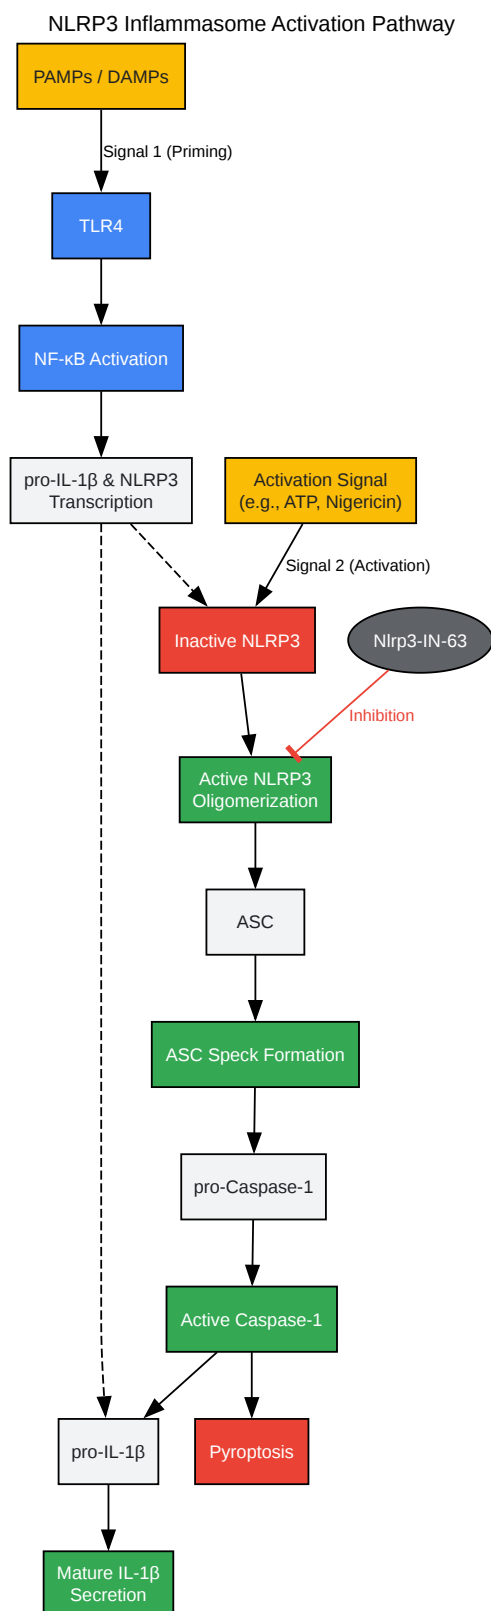 NLRP3 Inflammasome Activation Pathway
PAMPs / DAMPs
Signal 1 (Priming)
TLR4
NF-κB Activation
pro-IL-1β & NLRP3
Transcription
Activation Signal
(e.g., ATP, Nigericin)
Signal 2 (Activation)
Inactive NLRP3
Nlrp3-IN-63
Inhibition
Active NLRP3
Oligomerization
ASC
ASC Speck Formation
pro-Caspase-1
Active Caspase-1
pro-IL-1β
Pyroptosis
Mature IL-1β
Secretion